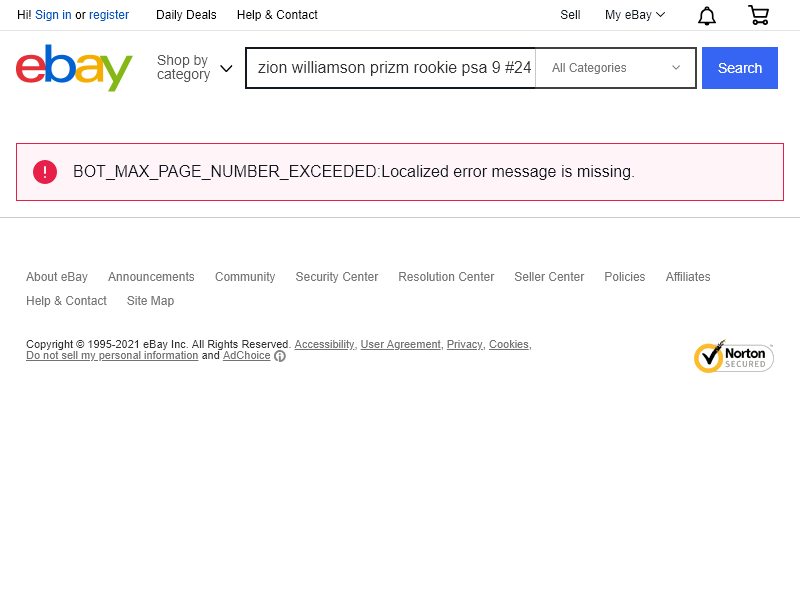 Hi! Sign in or register Daily Deals Help & Contact Sell My eBay
ebay Shop by category zion williamson prizm rookie psa 9 #24 All Categories Search
BOT_MAX_PAGE_NUMBER_EXCEEDED:Localized error message is missing.
About eBay Announcements Community Security Center Resolution Center Seller Center Policies Affiliates
Help & Contact Site Map
Copyright © 1995-2021 eBay Inc. All Rights Reserved. Accessibility, User Agreement, Privacy, Cookies,
Do not sell my personal information and AdChoice
Norton
SECURED